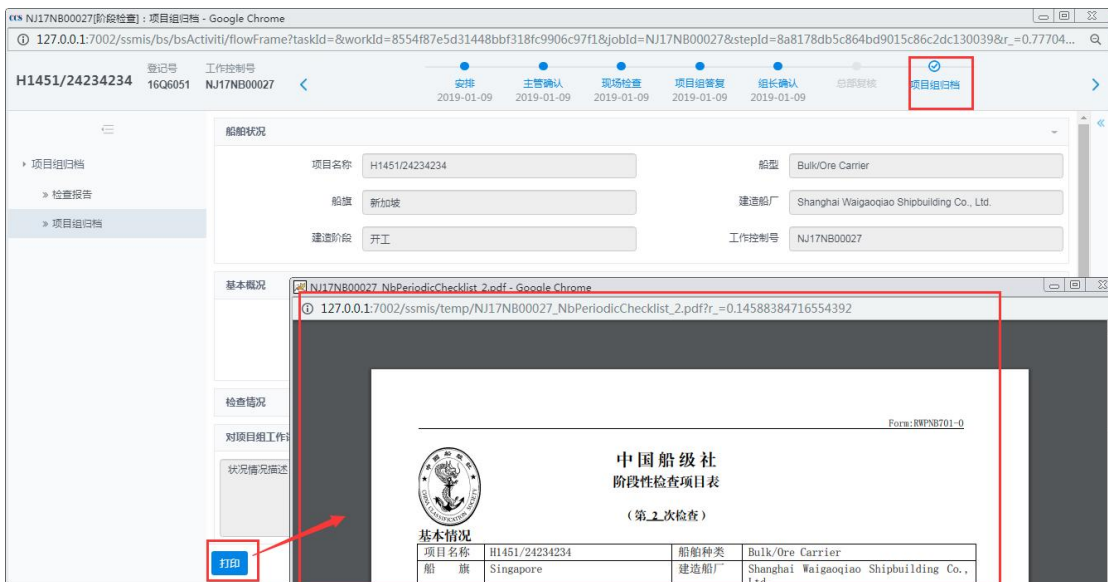 CCS NJ17NB00027[阶段检查] : 项目组归档 - Google Chrome
127.0.0.1:7002/ssmis/bs/bsActiviti/flowFrame?taskId=&workId=8554f87e5d31448bbf318fc9906c97f1&jobId=NJ17NB00027&stepId=8a8178db5c864bd9015c86c2dc130039&r_=0.77704...
H1451/24234234
登记号
16Q6051
工作控制号
NJ17NB00027
安排
2019-01-09
主管确认
2019-01-09
现场检查
2019-01-09
项目组答复
2019-01-09
组长确认
2019-01-09
总部复核
项目组归档
项目组归档
» 检查报告
» 项目组归档
船舶状况
项目名称 H1451/24234234 船型 Bulk/Ore Carrier
船旗 新加坡 建造船厂 Shanghai Waigaoqiao Shipbuilding Co., Ltd.
建造阶段 开工 工作控制号 NJ17NB00027
基本概况
检查情况
对项目组工作
状况情况描述
打印
NJ17NB00027_NbPeriodicChecklist_2.pdf - Google Chrome
127.0.0.1:7002/ssmis/temp/NJ17NB00027_NbPeriodicChecklist_2.pdf?r_=0.14588384716554392
Form:RWPNB701-0
中国船级社
CHINA CLASSIFICATION SOCIETY
阶段性检查项目表
（第 2 次检查）
基本情况
项目名称 H1451/24234234 船舶种类 Bulk/Ore Carrier
船 旗 Singapore 建造船厂 Shanghai Waigaoqiao Shipbuilding Co.,
Ltd